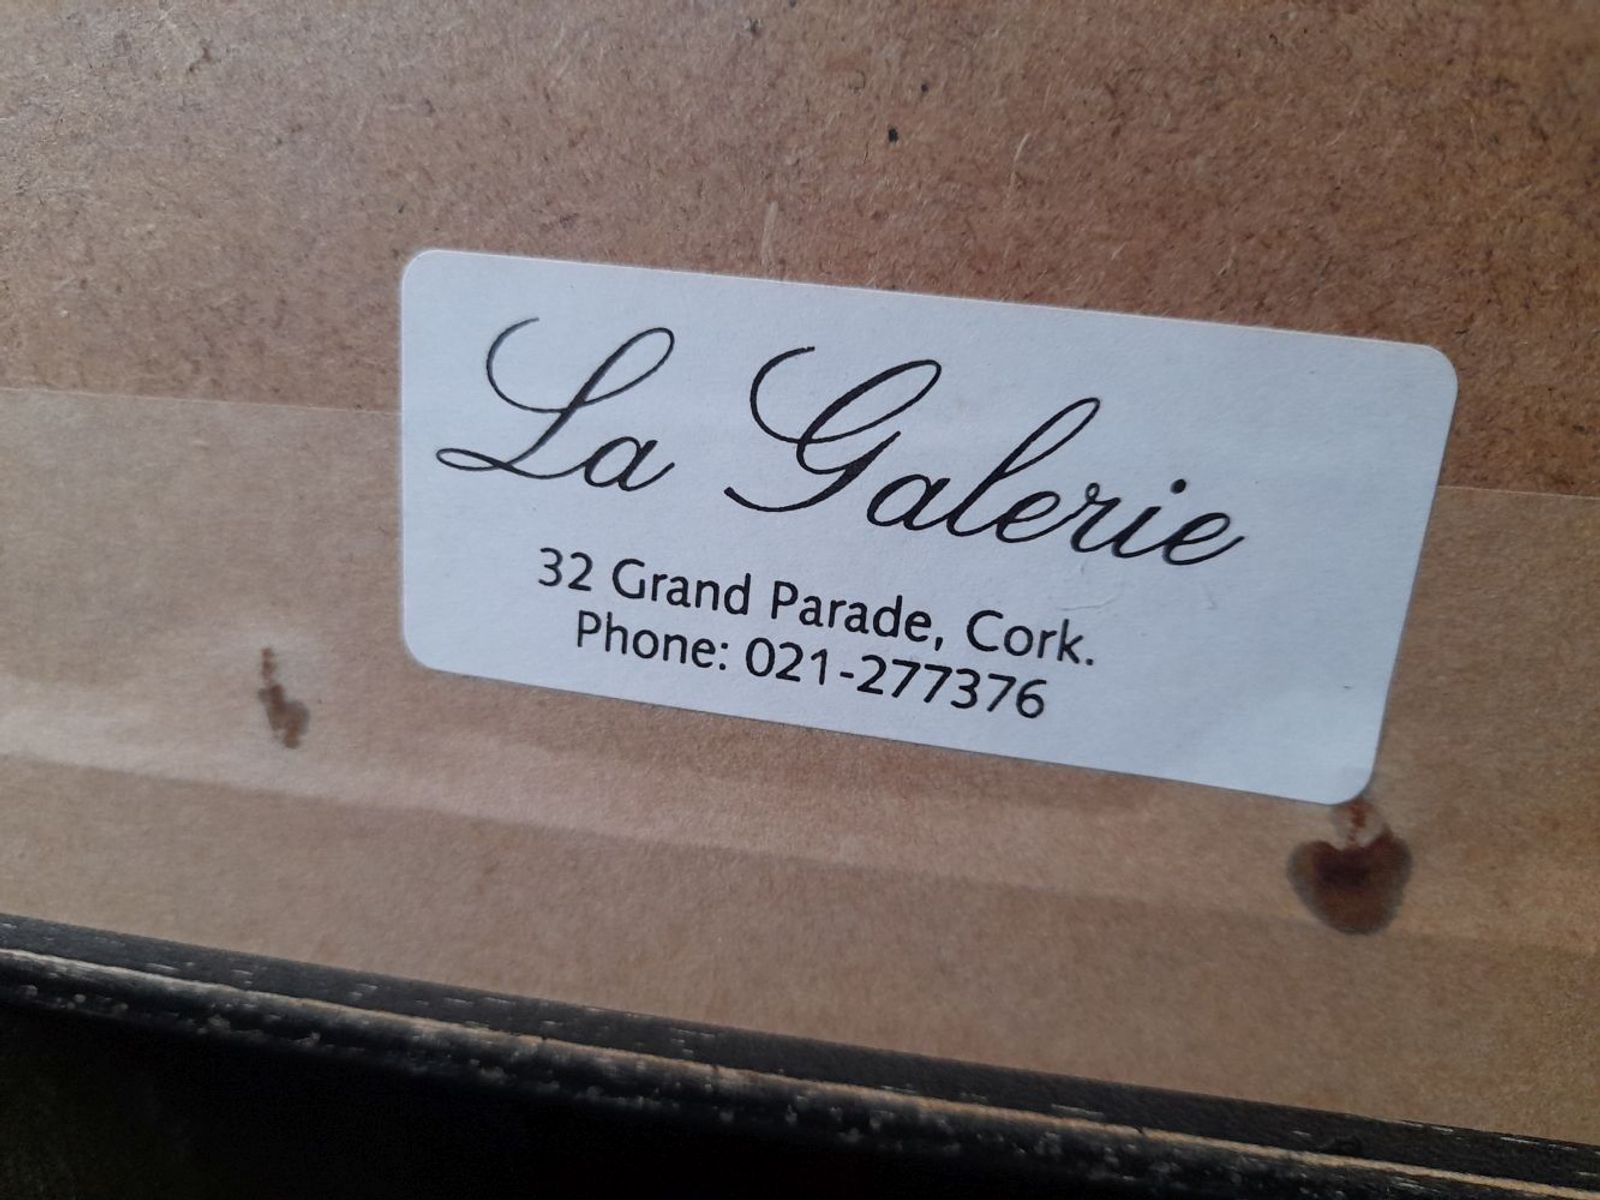 La Galerie
32 Grand Parade, Cork.
Phone: 021-277376